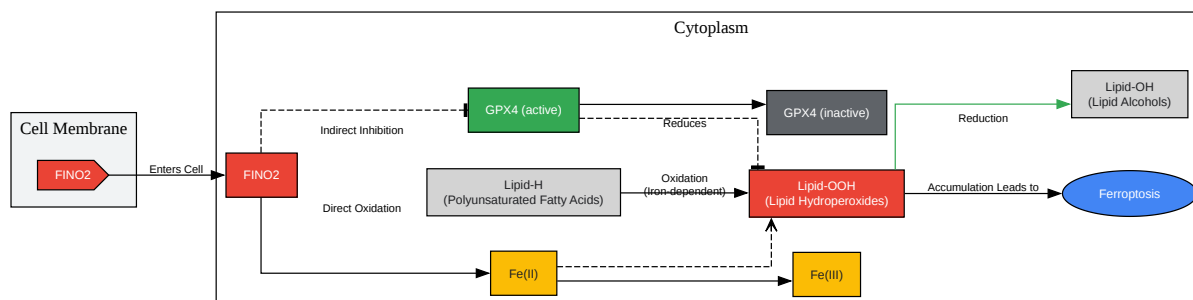 Cytoplasm
Cell Membrane
FINO2
Enters Cell
FINO2
Indirect Inhibition
Direct Oxidation
GPX4 (active)
Reduces
GPX4 (inactive)
Lipid-OH
(Lipid Alcohols)
Reduction
Lipid-H
(Polyunsaturated Fatty Acids)
Oxidation
(Iron-dependent)
Lipid-OOH
(Lipid Hydroperoxides)
Accumulation Leads to
Ferroptosis
Fe(II)
Fe(III)